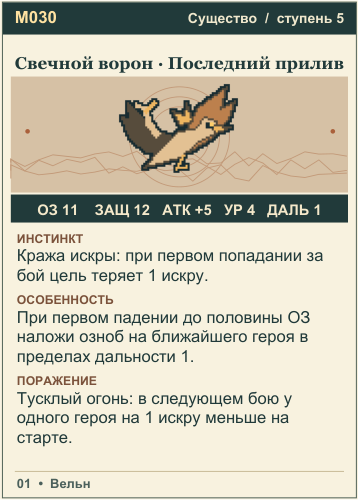 M030
Существо / ступень 5
Свечной ворон · Последний прилив
ОЗ 11 ЗАЩ 12 АТК +5 УР 4 ДАЛЬ 1
ИНСТИНКТ
Кража искры: при первом попадании за
бой цель теряет 1 искру.
ОСОБЕННОСТЬ
При первом падении до половины ОЗ
наложи озноб на ближайшего героя в
пределах дальности 1.
ПОРАЖЕНИЕ
Тусклый огонь: в следующем бою у
одного героя на 1 искру меньше на
старте.
01 • Вельн